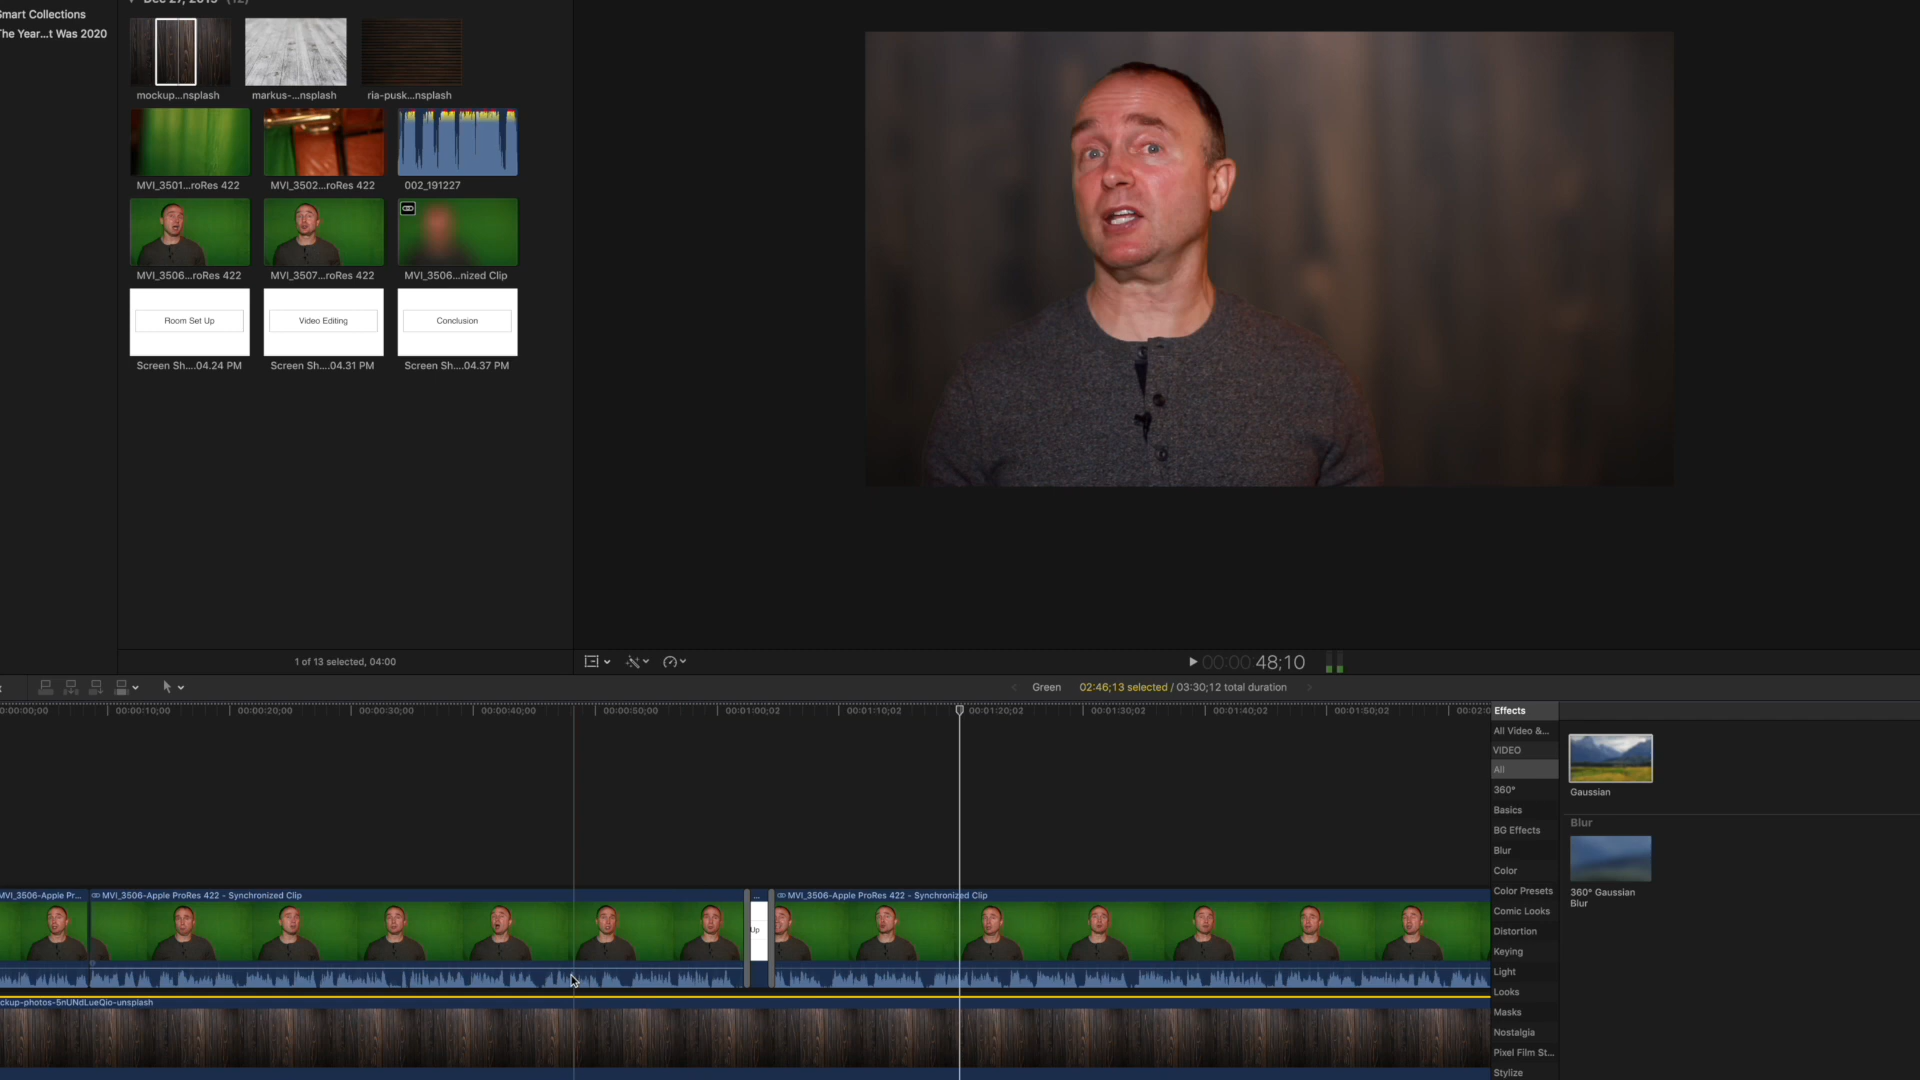 Smart Collections
The Year...t Was 2020
Dec 27, 2019 (12)
mockup...nsplash
markus-...nsplash
ria-pusk...nsplash
MVI_3501...roRes 422
MVI_3502...roRes 422
002_191227
MVI_3506...roRes 422
MVI_3507...roRes 422
MVI_3506...nized Clip
Room Set Up
Video Editing
Conclusion
Screen Sh....04.24 PM
Screen Sh....04.31 PM
Screen Sh....04.37 PM
1 of 13 selected, 04:00
00:00 48;10
Green
02:46;13 selected / 03:30;12 total duration
0:00:00;00
00:00:10;00
00:00:20;00
00:00:30;00
00:00:40;00
00:00:50;00
00:01:00;02
00:01:10;02
00:01:20;02
00:01:30;02
00:01:40;02
00:01:50;02
00:02:0
Effects
All Video &...
VIDEO
All
360°
Basics
BG Effects
Blur
Color
Color Presets
Comic Looks
Distortion
Keying
Light
Looks
Masks
Nostalgia
Pixel Film St...
Stylize
Gaussian
Blur
360° Gaussian
Blur
MVI_3506-Apple Pr...
MVI_3506-Apple ProRes 422 - Synchronized Clip
...
Up
MVI_3506-Apple ProRes 422 - Synchronized Clip
ckup-photos-5nUNdLueQio-unsplash